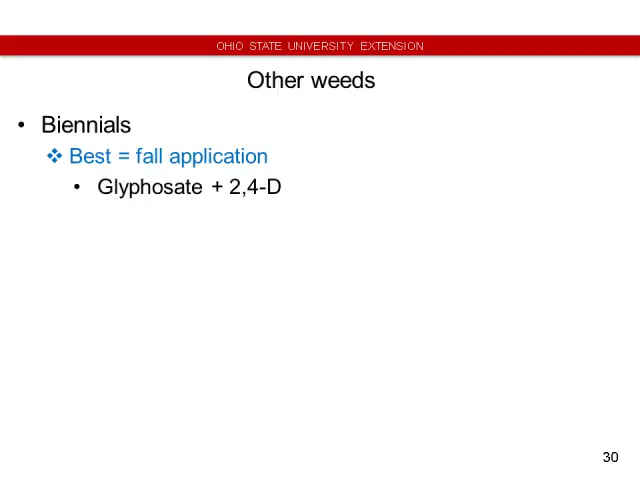 OHIO STATE UNIVERSITY EXTENSION
Other weeds
• Biennials
❖ Best = fall application
• Glyphosate + 2,4-D
30